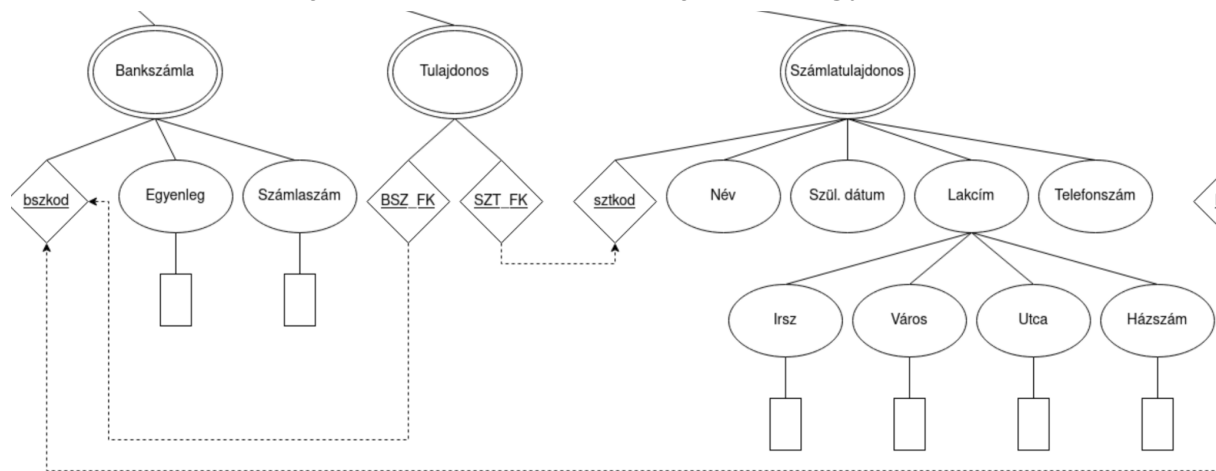 Bankszámla
Tulajdonos
Számlatulajdonos
bszkod
Egyenleg
Számlaszám
BSZ_FK
SZT_FK
sztkod
Név
Szül. dátum
Lakcím
Telefonszám
Irsz
Város
Utca
Házszám